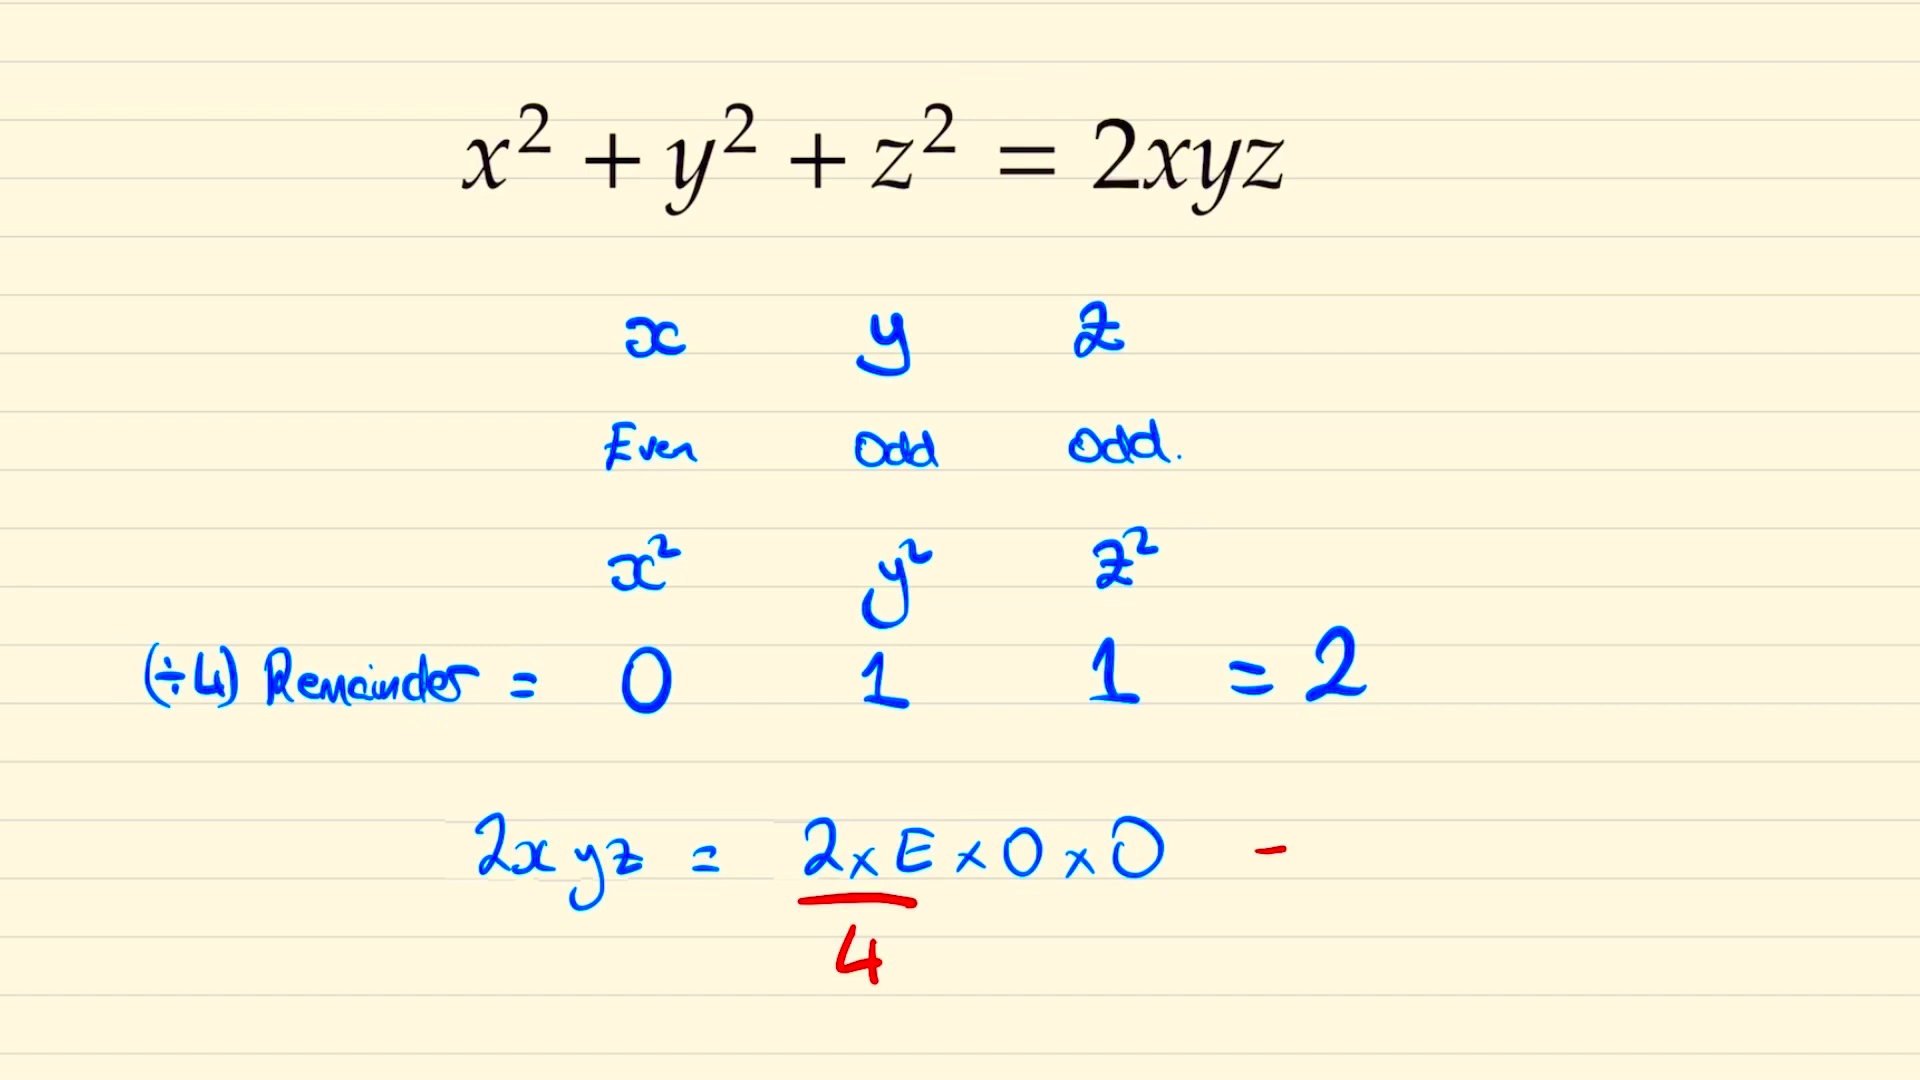 x² + y² + z² = 2xyz
x y z
Even Odd Odd.
x² y² z²
(÷4) Remainder = 0 1 1 = 2
2xyz = 2 x E x O x O -
4